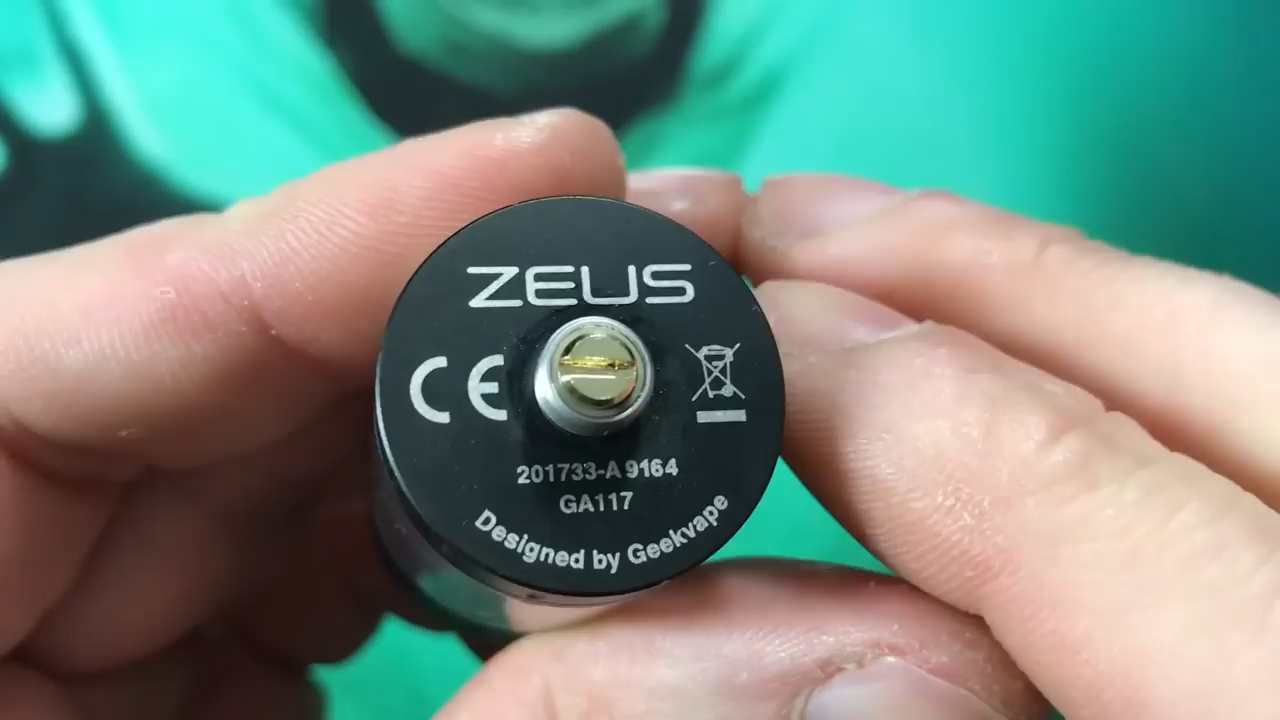 ZEUS
CE
201733-A 9164
GA117
Designed by Geekvape